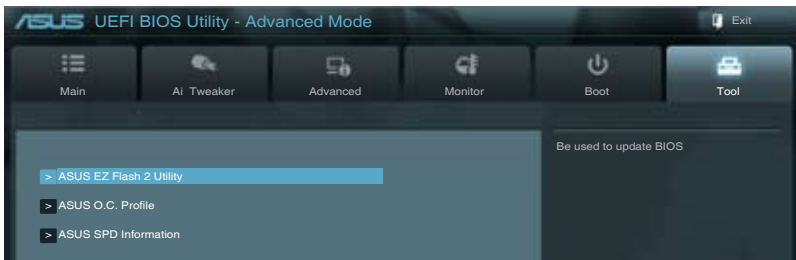 ASUS UEFI BIOS Utility - Advanced Mode
Exit
Main
Ai Tweaker
Advanced
Monitor
Boot
Tool
Be used to update BIOS
> ASUS EZ Flash 2 Utility
> ASUS O.C. Profile
> ASUS SPD Information